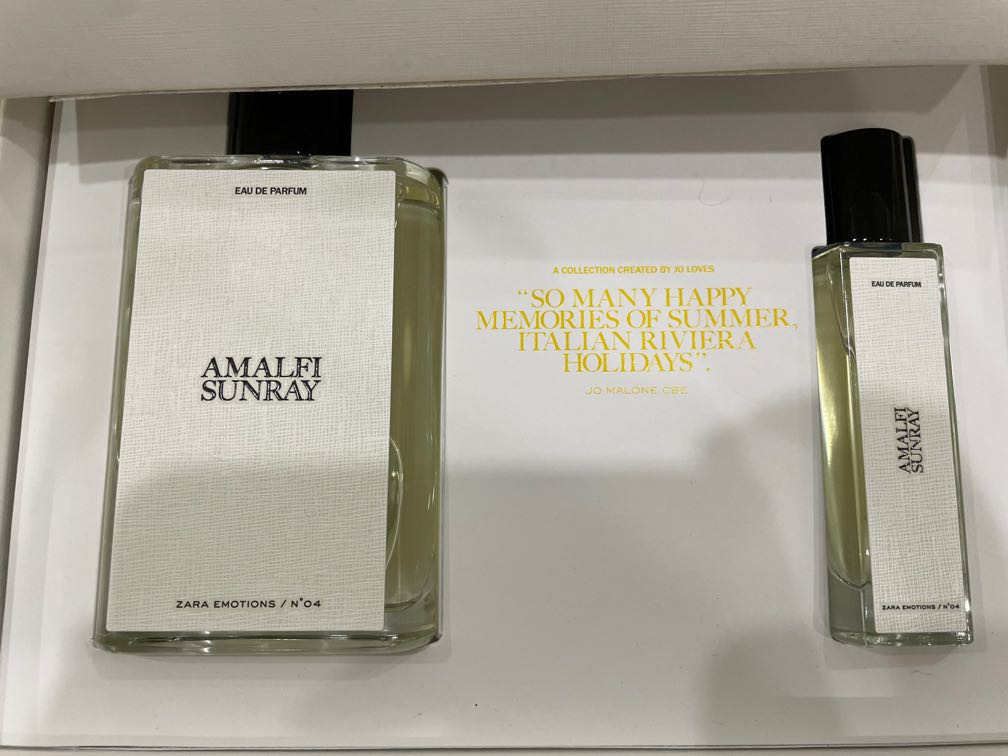 EAU DE PARFUM
AMALFI
SUNRAY
ZARA EMOTIONS / N°04
A COLLECTION CREATED BY JO LOVES
“SO MANY HAPPY
MEMORIES OF SUMMER,
ITALIAN RIVIERA
HOLIDAYS”.
JO MALONE CBE
EAU DE PARFUM
AMALFI
SUNRAY
ZARA EMOTIONS / N°04